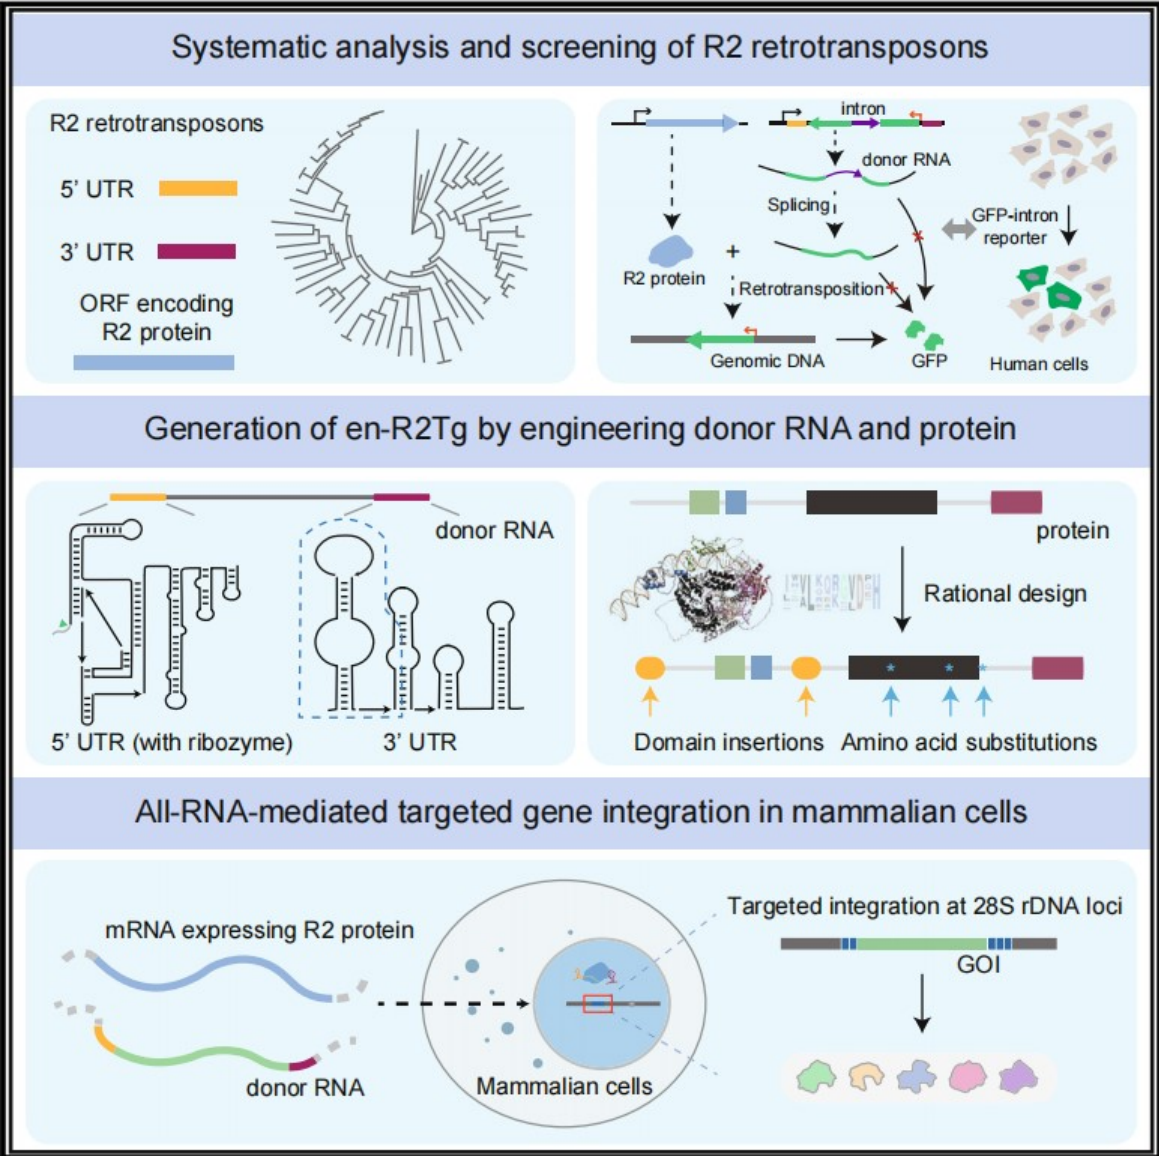 Systematic analysis and screening of R2 retrotransposons
R2 retrotransposons
5' UTR
3' UTR
ORF encoding
R2 protein
intron
donor RNA
Splicing
GFP-intron
reporter
+
R2 protein
Retrotransposition
Genomic DNA
GFP
Human cells
Generation of en-R2Tg by engineering donor RNA and protein
donor RNA
5' UTR (with ribozyme)
3' UTR
protein
Rational design
* * *
Domain insertions
Amino acid substitutions
All-RNA-mediated targeted gene integration in mammalian cells
mRNA expressing R2 protein
donor RNA
Mammalian cells
Targeted integration at 28S rDNA loci
GOI